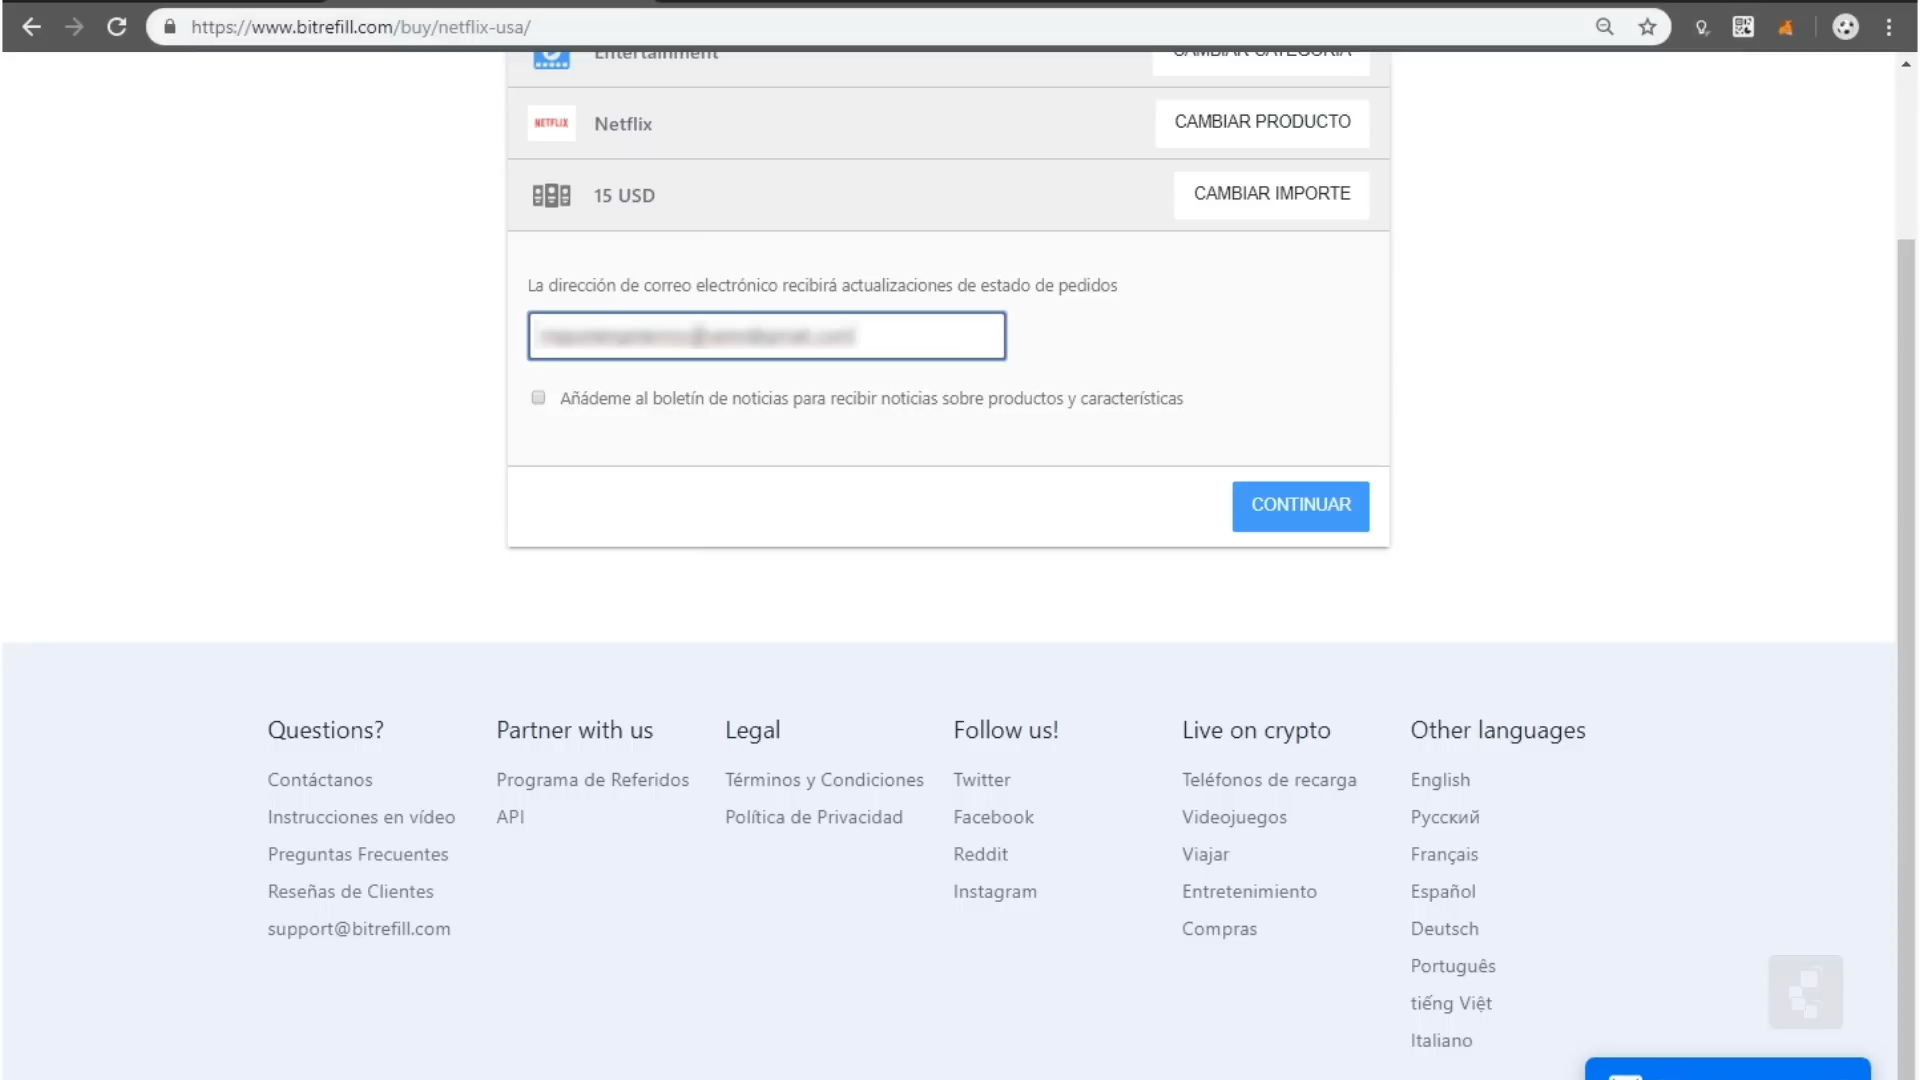 https://www.bitrefill.com/buy/netflix-usa/
Entertainment
CAMBIAR CATEGORÍA
NETFLIX
Netflix
CAMBIAR PRODUCTO
15 USD
CAMBIAR IMPORTE
La dirección de correo electrónico recibirá actualizaciones de estado de pedidos
Añádeme al boletín de noticias para recibir noticias sobre productos y características
CONTINUAR
Questions?
Contáctanos
Instrucciones en vídeo
Preguntas Frecuentes
Reseñas de Clientes
support@bitrefill.com
Partner with us
Programa de Referidos
API
Legal
Términos y Condiciones
Política de Privacidad
Follow us!
Twitter
Facebook
Reddit
Instagram
Live on crypto
Teléfonos de recarga
Videojuegos
Viajar
Entretenimiento
Compras
Other languages
English
Русский
Français
Español
Deutsch
Português
tiếng Việt
Italiano